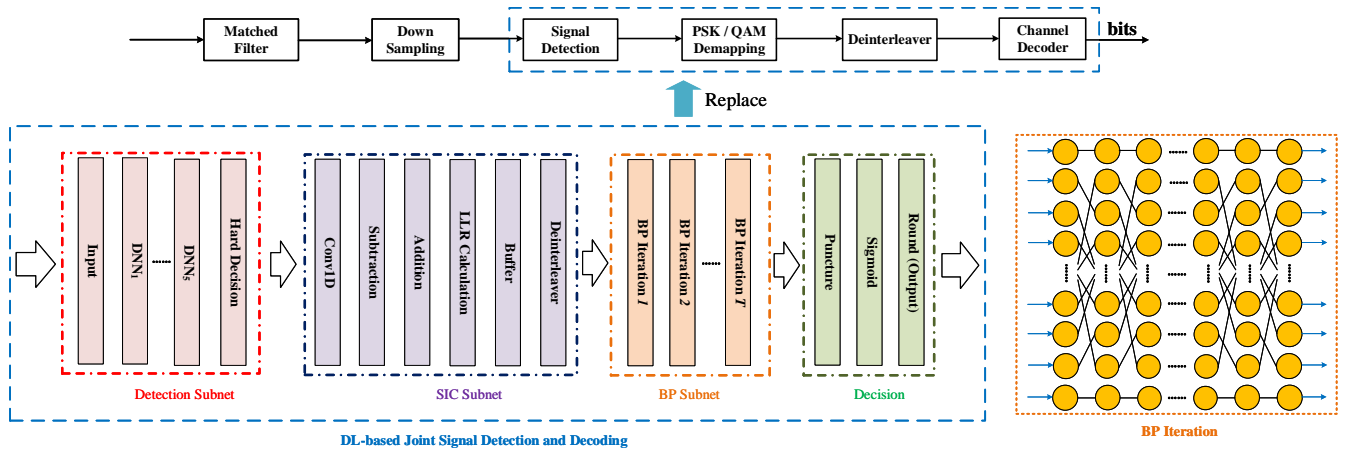 Matched
Filter
Down
Sampling
Signal
Detection
PSK / QAM
Demapping
Deinterleaver
Channel
Decoder
bits
Replace
Input
DNN1
......
DNN5
Hard Decision
Conv1D
Subtraction
Addition
LLR Calculation
Buffer
Deinterleaver
BP Iteration 1
BP Iteration 2
......
BP Iteration T
Puncture
Sigmoid
Round (Output)
Detection Subnet
SIC Subnet
BP Subnet
Decision
DL-based Joint Signal Detection and Decoding
BP Iteration